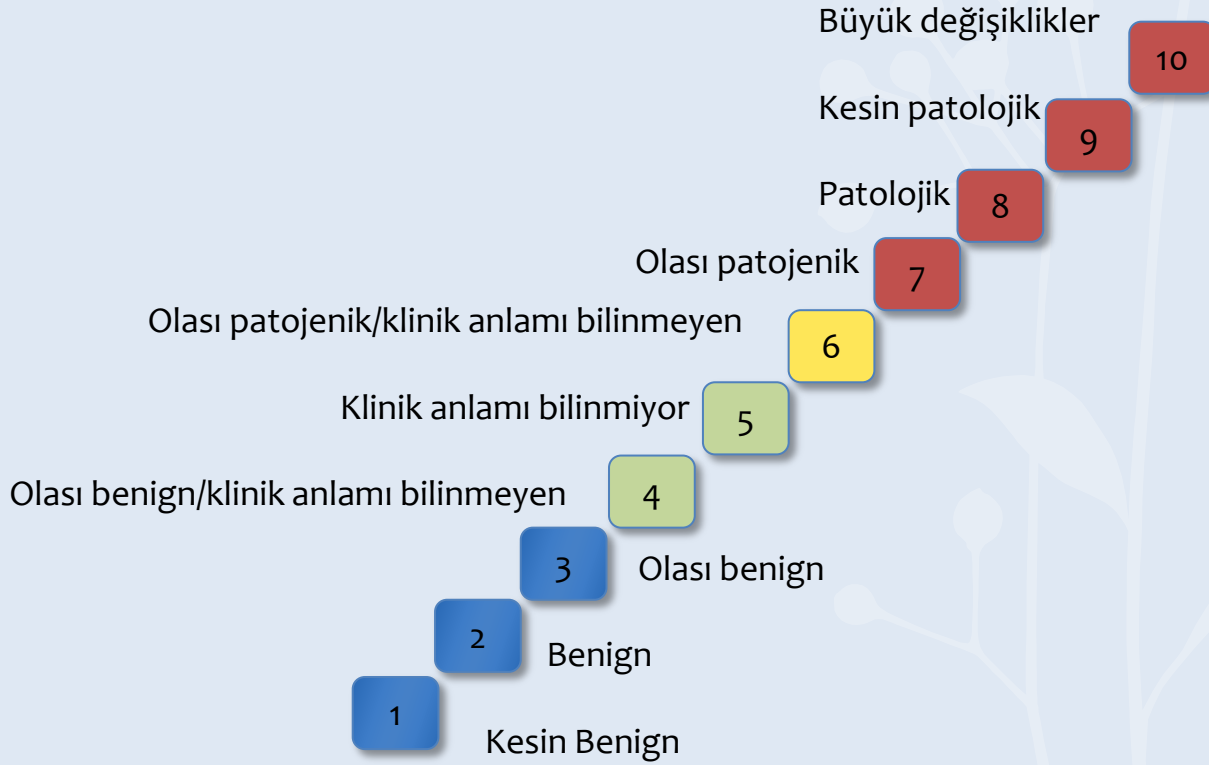 Büyük değişiklikler
10
Kesin patolojik
9
Patolojik
8
Olası patojenik
7
Olası patojenik/klinik anlamı bilinmeyen
6
Klinik anlamı bilinmiyor
5
Olası benign/klinik anlamı bilinmeyen
4
3
Olası benign
2
Benign
1
Kesin Benign